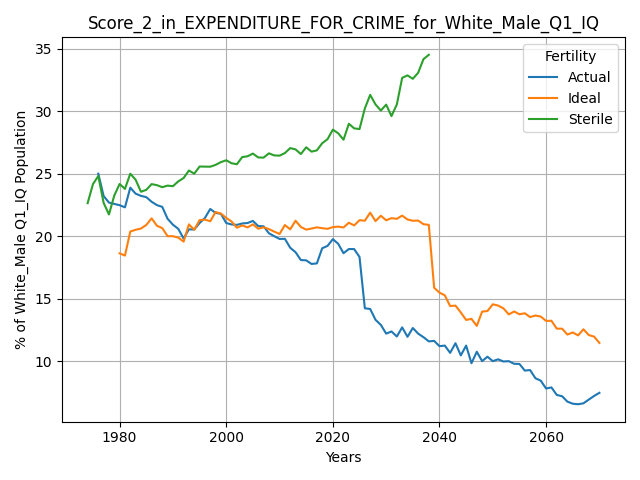 Score_2_in_EXPENDITURE_FOR_CRIME_for_White_Male_Q1_IQ
Fertility
Actual
Ideal
Sterile
% of White_Male Q1_IQ Population
35
30
25
20
15
10
1980
2000
2020
2040
2060
Years